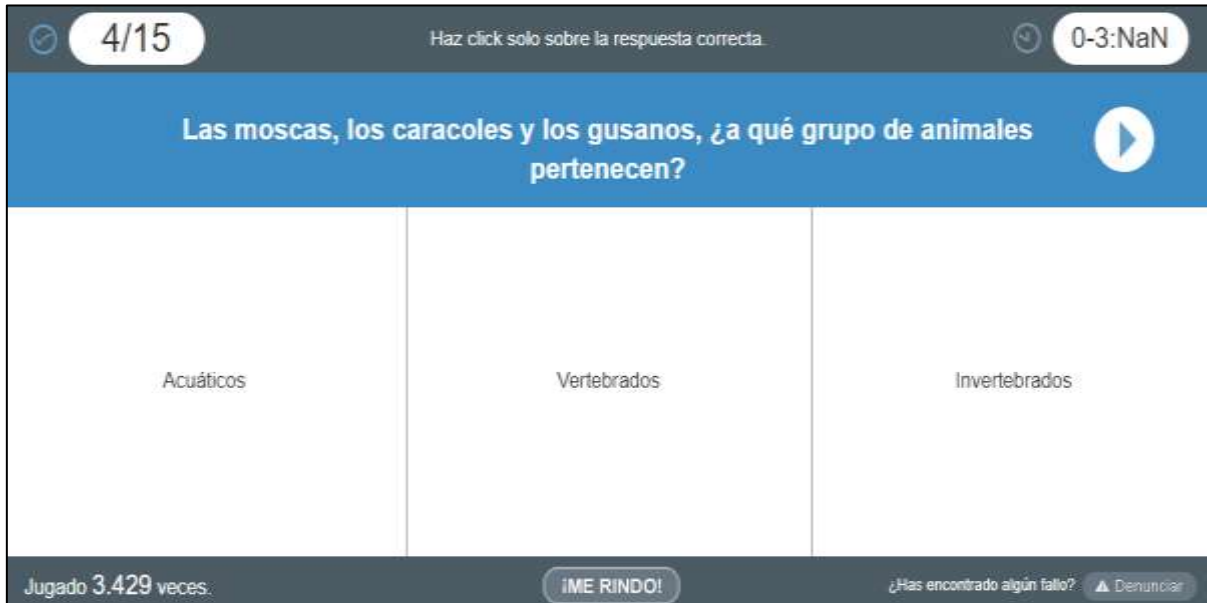 4/15
Haz click solo sobre la respuesta correcta.
0-3:NaN
Las moscas, los caracoles y los gusanos, ¿a qué grupo de animales
pertenecen?
Acuáticos
Vertebrados
Invertebrados
Jugado 3.429 veces.
¡ME RINDO!
¿Has encontrado algún fallo?
Denunciar